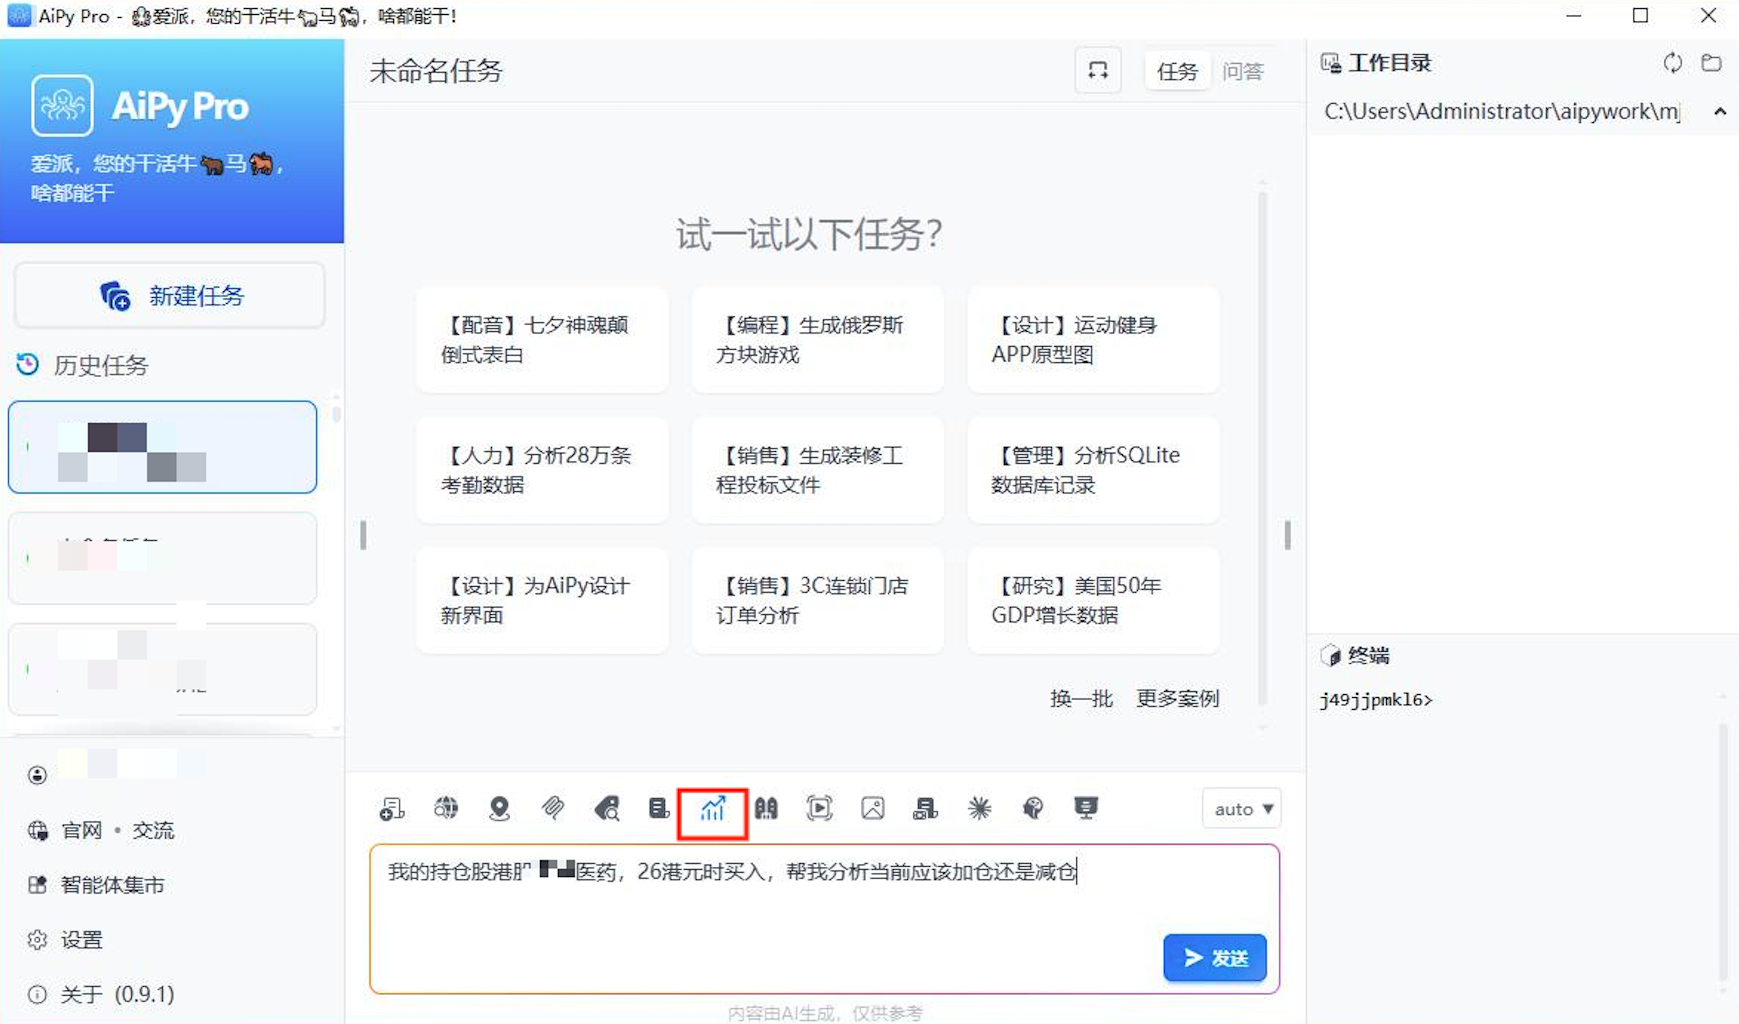 AiPy Pro - 爱派，您的干活牛马，啥都能干！
AiPy Pro
爱派，您的干活牛马，
啥都能干
新建任务
历史任务
官网 • 交流
智能体集市
设置
关于 (0.9.1)
未命名任务
任务
问答
试一试以下任务？
【配音】七夕神魂颠
倒式表白
【编程】生成俄罗斯
方块游戏
【设计】运动健身
APP原型图
【人力】分析28万条
考勤数据
【销售】生成装修工
程投标文件
【管理】分析SQLite
数据库记录
【设计】为AiPy设计
新界面
【销售】3C连锁门店
订单分析
【研究】美国50年
GDP增长数据
换一批 更多案例
auto
我的持仓股港股 医药，26港元时买入，帮我分析当前应该加仓还是减仓
发送
内容由AI生成，仅供参考
工作目录
C:\Users\Administrator\aipywork\mj
终端
j49jjpmkl6>